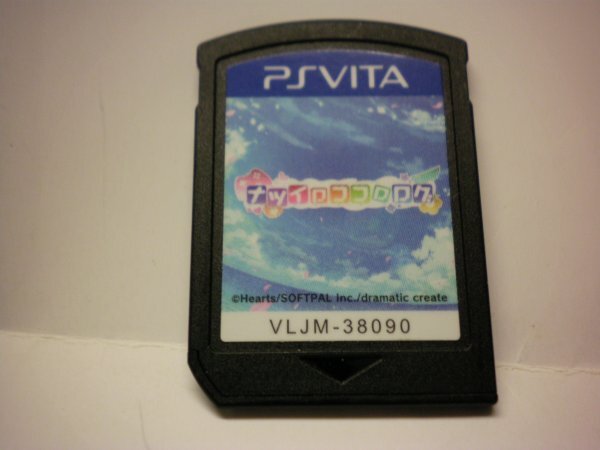 PSVITA
ナツイロココロログ
©Hearts/SOFTPAL Inc./dramatic create
VLJM-38090